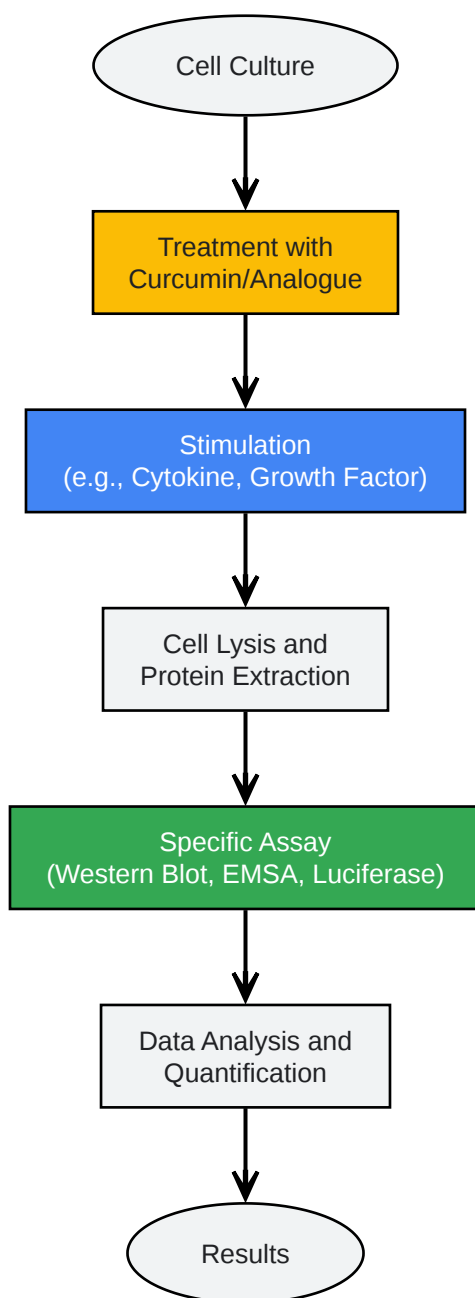 Cell Culture
Treatment with
Curcumin/Analogue
Stimulation
(e.g., Cytokine, Growth Factor)
Cell Lysis and
Protein Extraction
Specific Assay
(Western Blot, EMSA, Luciferase)
Data Analysis and
Quantification
Results